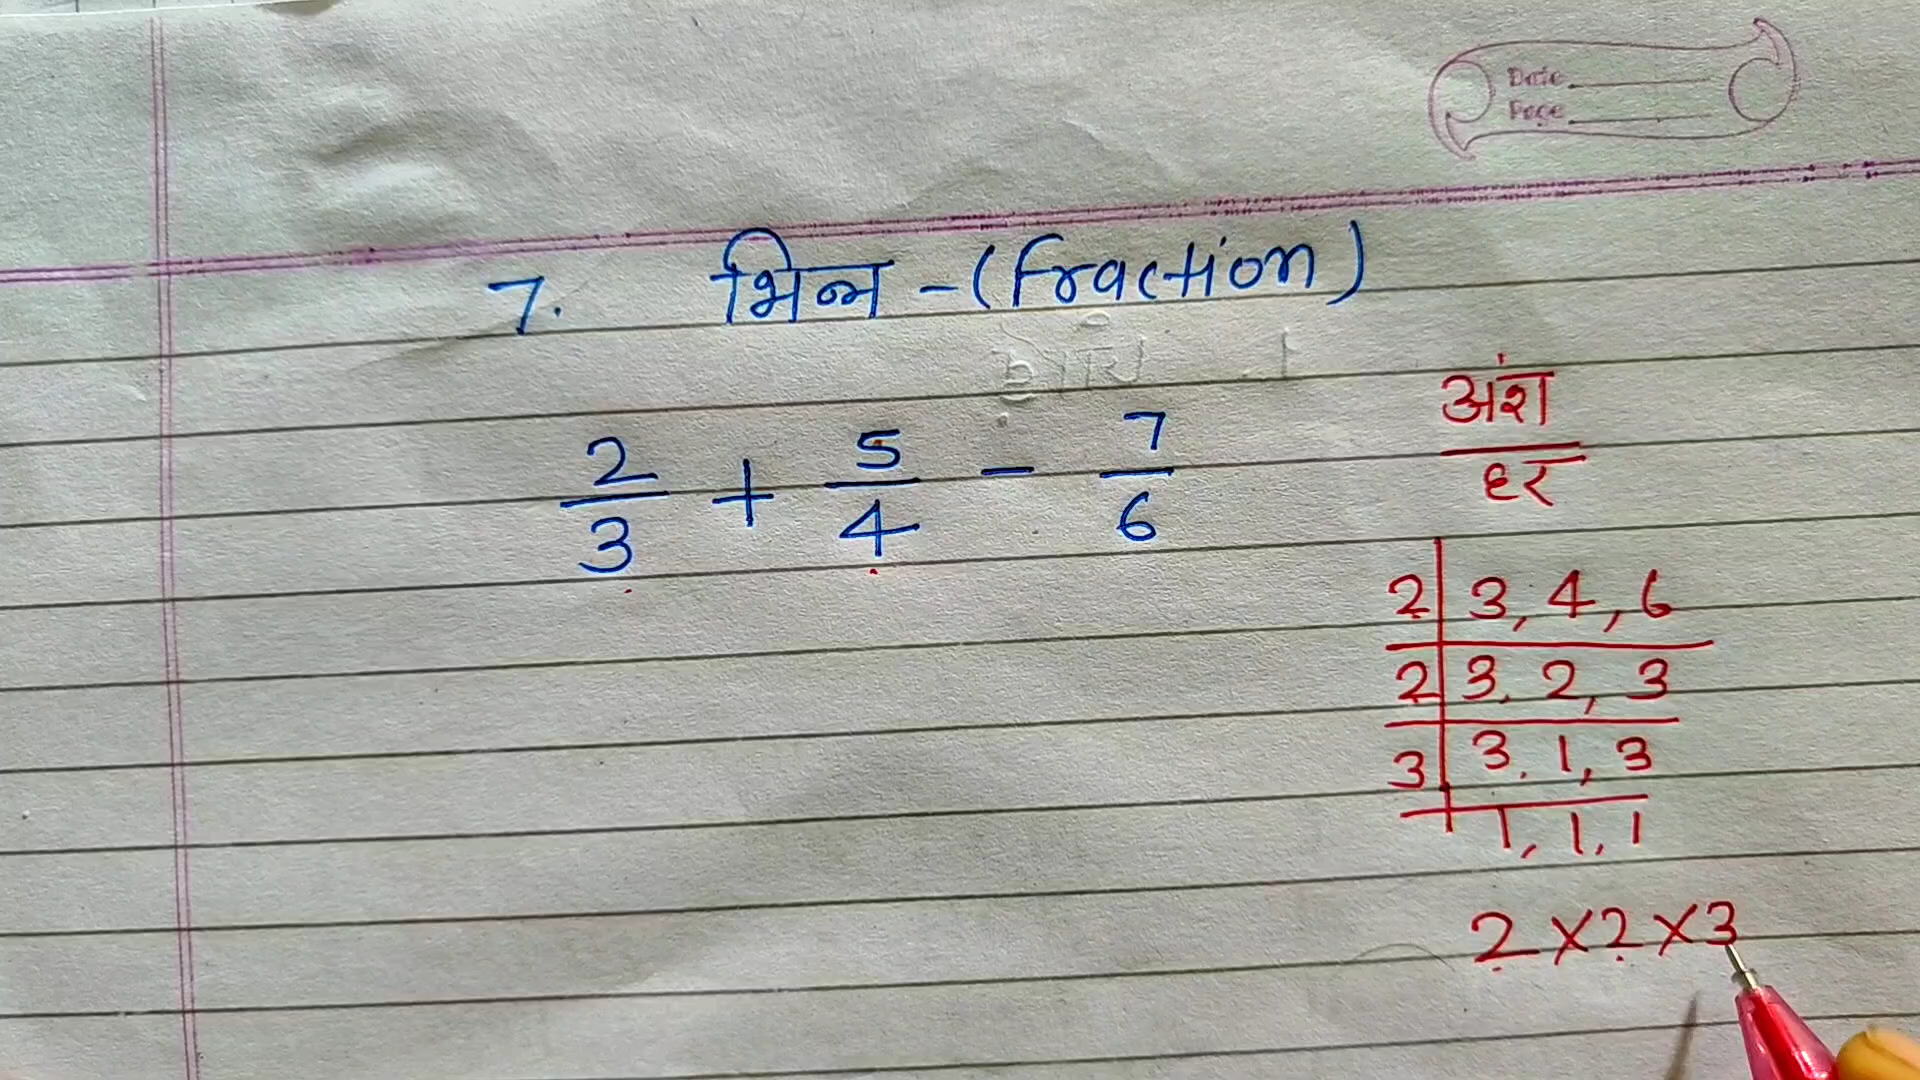 Date
Page
7. भिन्न - (Fraction)
2/3 + 5/4 - 7/6
अंश
हर
2 | 3, 4, 6
2 | 3, 2, 3
3 | 3, 1, 3
1, 1, 1
2 × 2 × 3